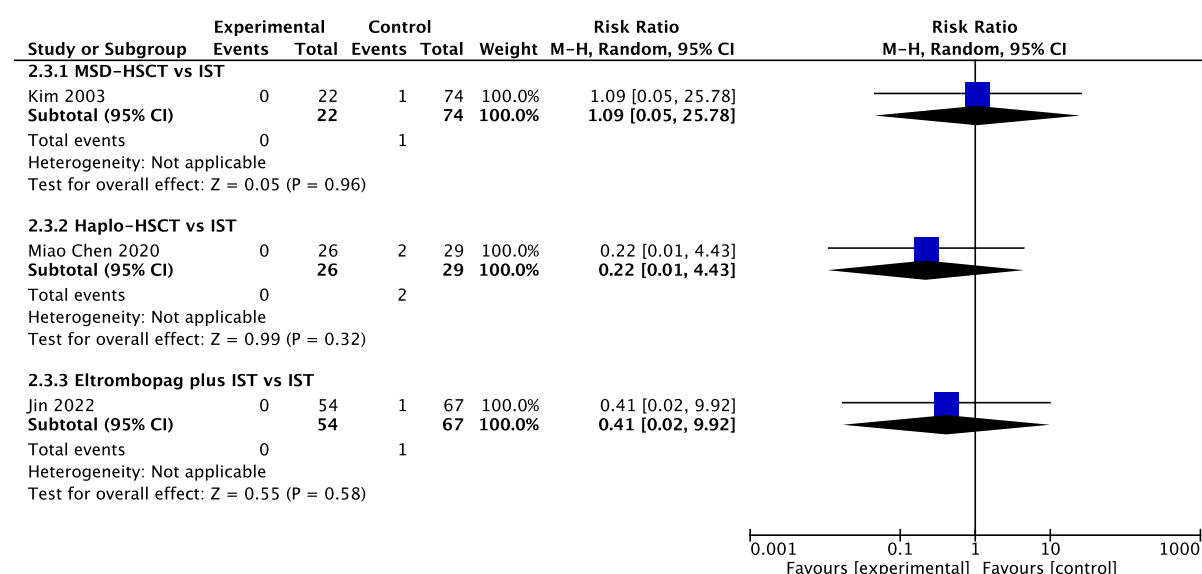 Experimental Control Risk Ratio Risk Ratio
Study or Subgroup Events Total Events Total Weight M-H, Random, 95% CI M-H, Random, 95% CI
2.3.1 MSD-HSCT vs IST
Kim 2003 0 22 1 74 100.0% 1.09 [0.05, 25.78]
Subtotal (95% CI) 22 74 100.0% 1.09 [0.05, 25.78]
Total events 0 1
Heterogeneity: Not applicable
Test for overall effect: Z = 0.05 (P = 0.96)
2.3.2 Haplo-HSCT vs IST
Miao Chen 2020 0 26 2 29 100.0% 0.22 [0.01, 4.43]
Subtotal (95% CI) 26 29 100.0% 0.22 [0.01, 4.43]
Total events 0 2
Heterogeneity: Not applicable
Test for overall effect: Z = 0.99 (P = 0.32)
2.3.3 Eltrombopag plus IST vs IST
Jin 2022 0 54 1 67 100.0% 0.41 [0.02, 9.92]
Subtotal (95% CI) 54 67 100.0% 0.41 [0.02, 9.92]
Total events 0 1
Heterogeneity: Not applicable
Test for overall effect: Z = 0.55 (P = 0.58)
0.001 0.1 1 10 1000
Favours [experimental] Favours [control]